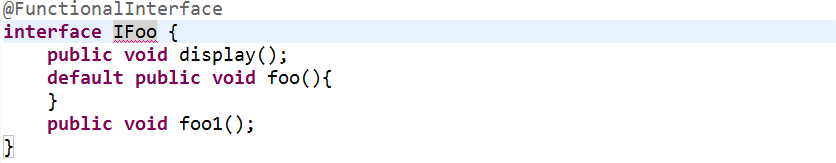 @FunctionalInterface
interface IFoo {
    public void display();
    default public void foo(){
    }
    public void foo1();
}